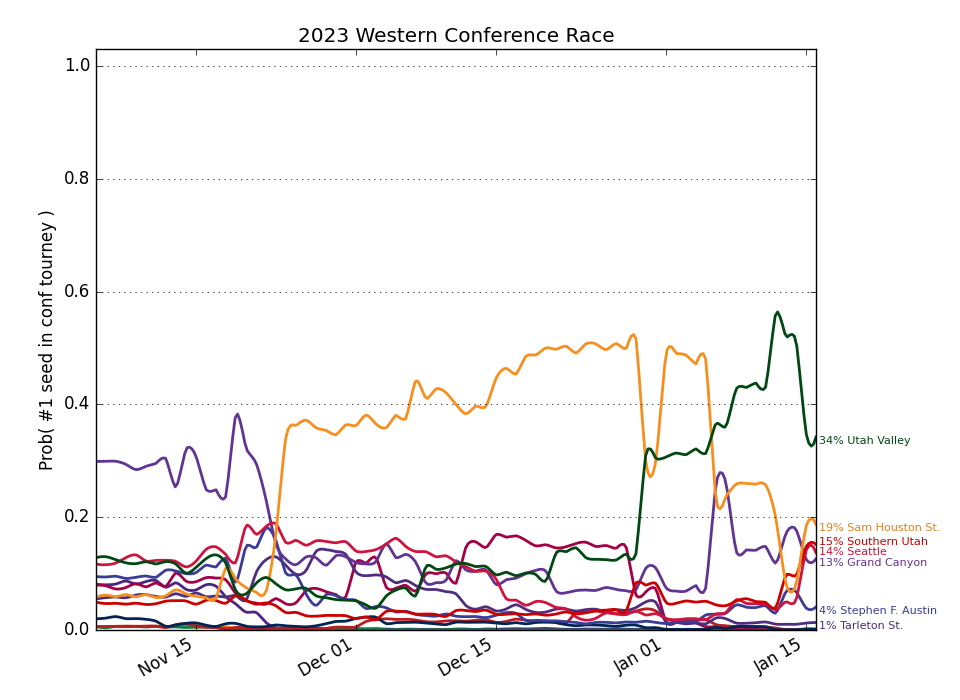 2023 Western Conference Race
Prob( #1 seed in conf tourney )
1.0
0.8
0.6
0.4
0.2
0.0
34% Utah Valley
19% Sam Houston St.
15% Southern Utah
14% Seattle
13% Grand Canyon
4% Stephen F. Austin
1% Tarleton St.
Nov 15
Dec 01
Dec 15
Jan 01
Jan 15